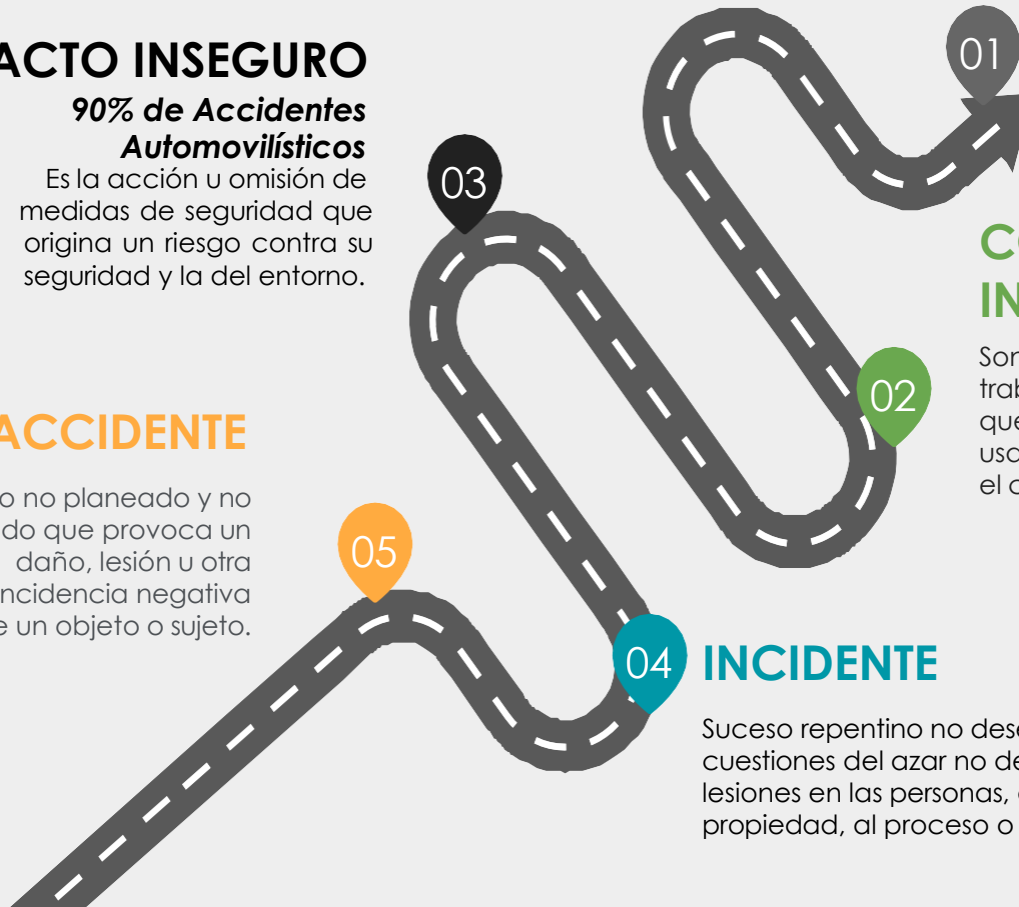 ACTO INSEGURO
90% de Accidentes
Automovilísticos
Es la acción u omisión de
medidas de seguridad que
origina un riesgo contra su
seguridad y la del entorno.
01
03
02
Son
el
ACCIDENTE
no planeado y no
que provoca un
daño, lesión u otra
incidencia negativa
un objeto o sujeto.
05
04
INCIDENTE
Suceso repentino no
cuestiones del azar no
lesiones en las personas,
propiedad, al proceso o